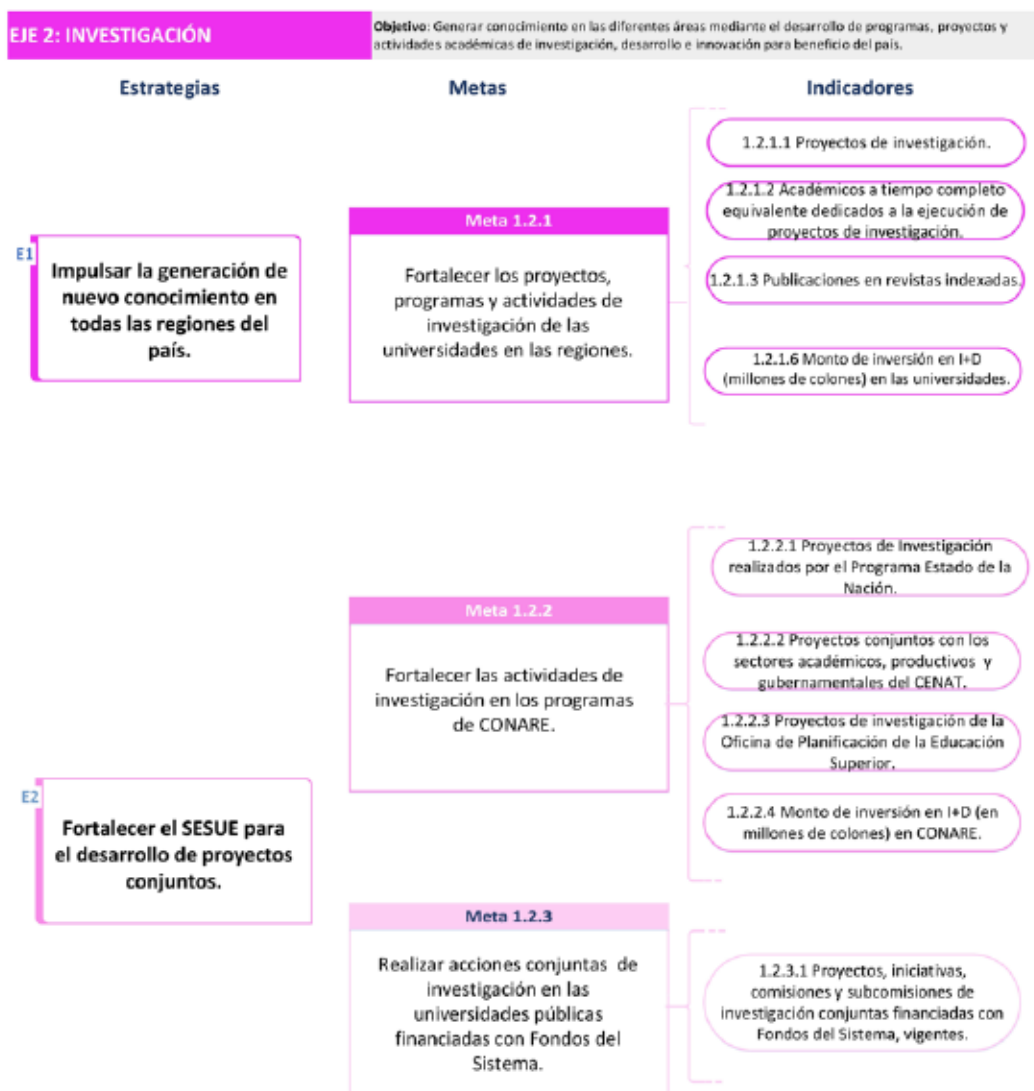 EJE 2: INVESTIGACIÓN
Objetivo: Generar conocimiento en las diferentes áreas mediante el desarrollo de programas, proyectos y
actividades académicas de investigación, desarrollo e innovación para beneficio del país.
Estrategias
Metas
Indicadores
E1
Impulsar la generación de
nuevo conocimiento en
todas las regiones del
país.
Meta 1.2.1
Fortalecer los proyectos,
programas y actividades de
investigación de las
universidades en las regiones.
1.2.1.1 Proyectos de investigación.
1.2.1.2 Académicos a tiempo completo
equivalente dedicados a la ejecución de
proyectos de investigación.
1.2.1.3 Publicaciones en revistas indexadas.
1.2.1.6 Monto de inversión en I+D
(millones de colones) en las universidades.
E2
Fortalecer el SESUE para
el desarrollo de proyectos
conjuntos.
Meta 1.2.2
Fortalecer las actividades de
investigación en los programas
de CONARE.
1.2.2.1 Proyectos de Investigación
realizados por el Programa Estado de la
Nación.
1.2.2.2 Proyectos conjuntos con los
sectores académicos, productivos y
gubernamentales del CENAT.
1.2.2.3 Proyectos de investigación de la
Oficina de Planificación de la Educación
Superior.
1.2.2.4 Monto de inversión en I+D (en
millones de colones) en CONARE.
Meta 1.2.3
Realizar acciones conjuntas de
investigación en las
universidades públicas
financiadas con Fondos del
Sistema.
1.2.3.1 Proyectos, iniciativas,
comisiones y subcomisiones de
investigación conjuntas financiadas con
Fondos del Sistema, vigentes.